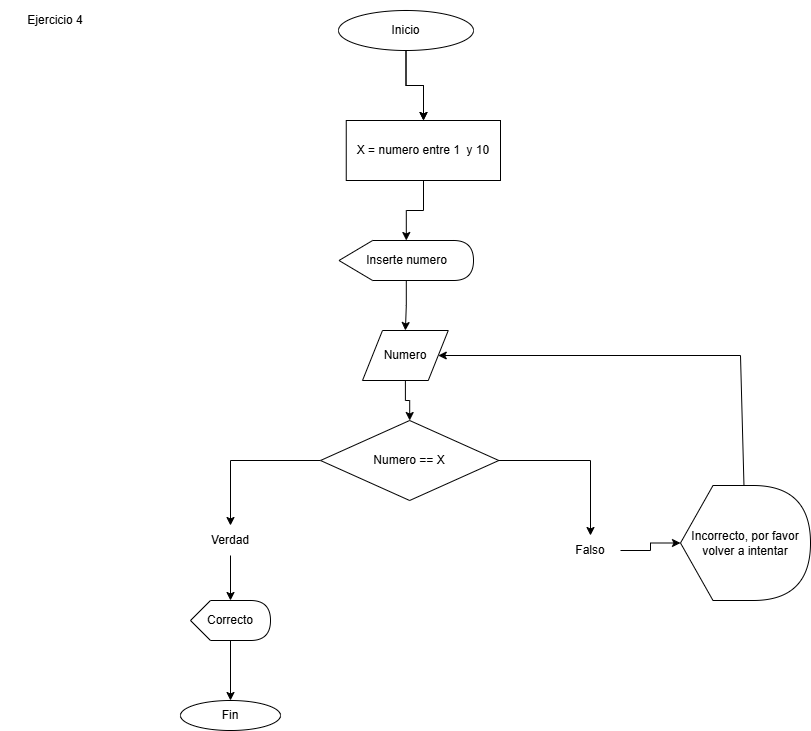 Ejercicio 4
Inicio
X = numero entre 1 y 10
Inserte numero
Numero
Numero == X
Verdad
Falso
Incorrecto, por favor
volver a intentar
Correcto
Fin